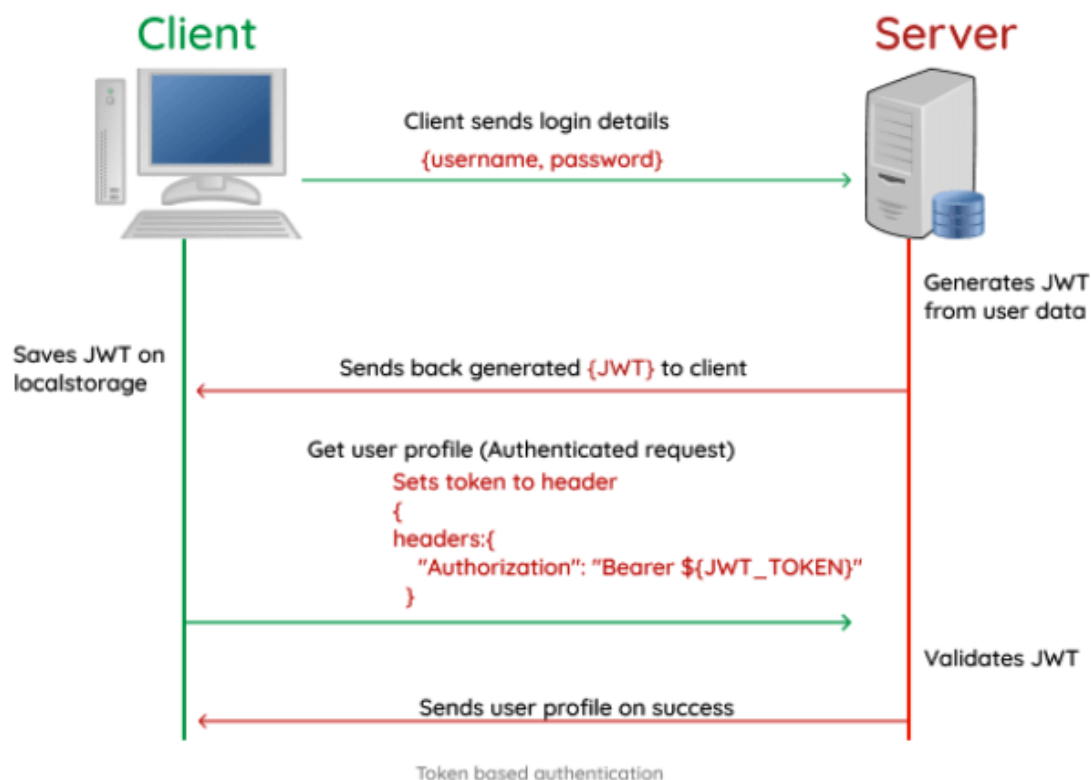 Client
Server
Client sends login details
{username, password}
Generates JWT
from user data
Saves JWT on
localstorage
Sends back generated {JWT} to client
Get user profile (Authenticated request)
Sets token to header
{
headers:{
"Authorization": "Bearer ${JWT_TOKEN}"
}
Validates JWT
Sends user profile on success
Token based authentication